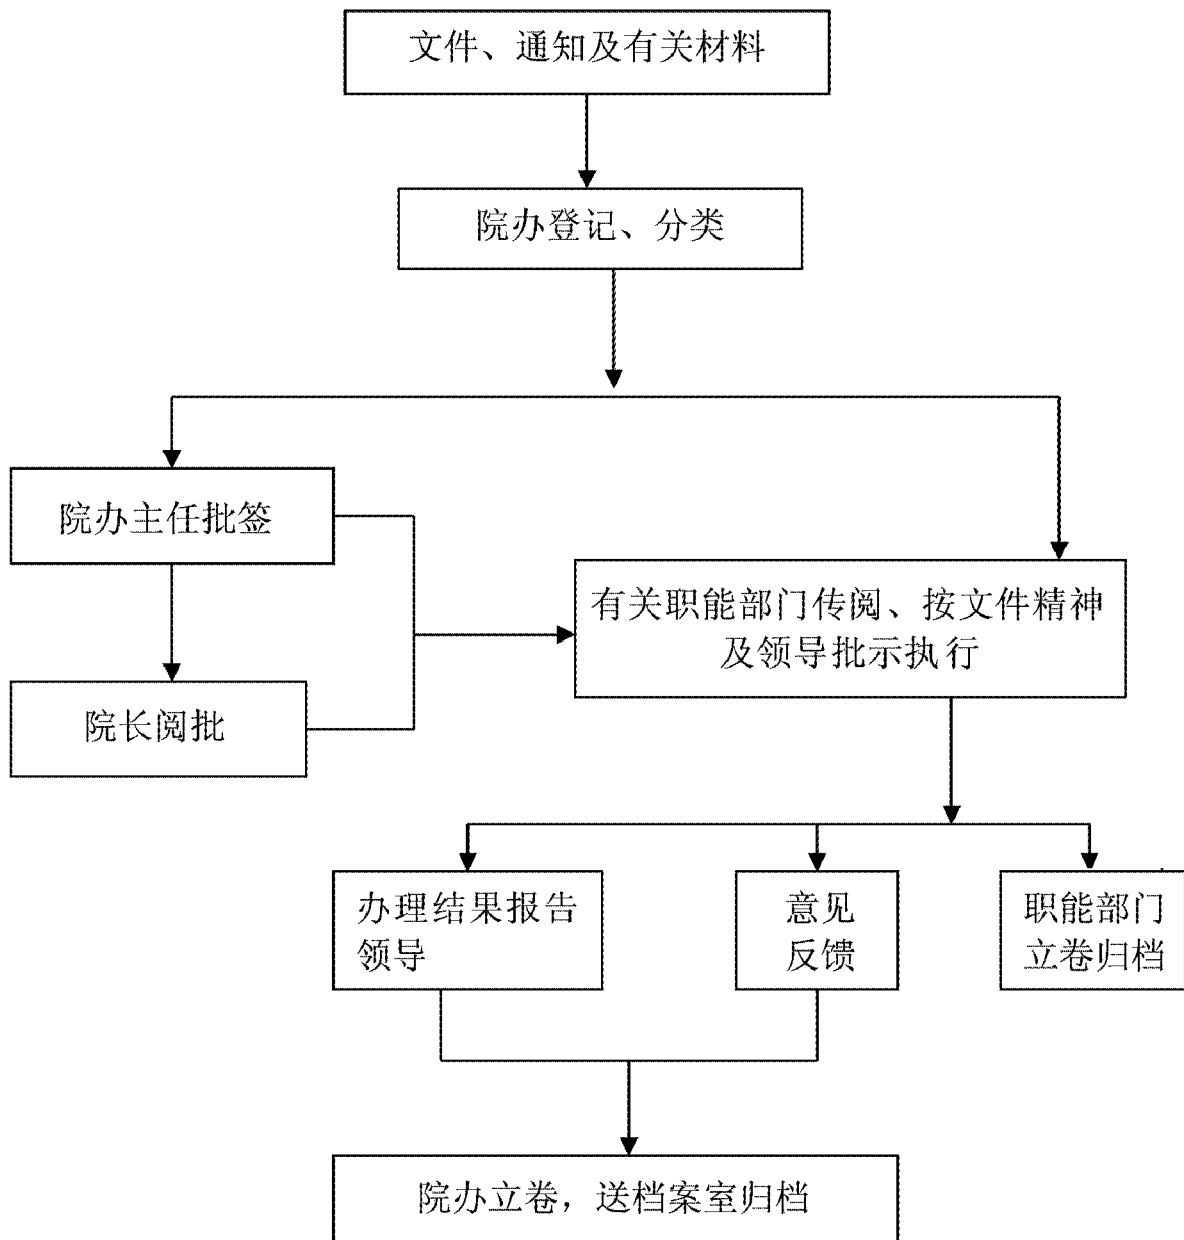 文件、通知及有关材料
院办登记、分类
院办主任批签
有关职能部门传阅、按文件精神
及领导批示执行
院长阅批
办理结果报告
领导
意见
反馈
职能部门
立卷归档
院办立卷，送档案室归档